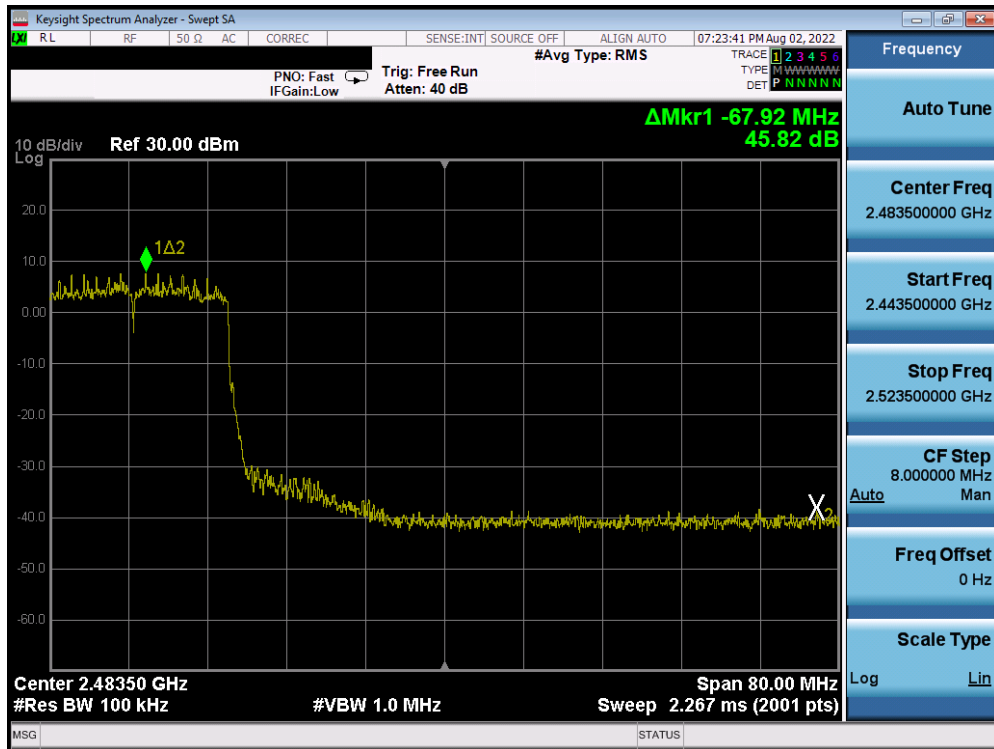 Keysight Spectrum Analyzer - Swept SA
LXI RL RF 50 Ω AC CORREC SENSE:INT SOURCE OFF ALIGN AUTO 07:23:41 PM Aug 02, 2022
#Avg Type: RMS TRACE 1 2 3 4 5 6
PNO: Fast Trig: Free Run TYPE M W W W W W
IFGain:Low Atten: 40 dB DET P N N N N N
ΔMkr1 -67.92 MHz
45.82 dB
10 dB/div Ref 30.00 dBm
Log
20.0
1Δ2
10.0
0.00
-10.0
-20.0
-30.0
X2
-40.0
-50.0
-60.0
Center 2.48350 GHz Span 80.00 MHz
#Res BW 100 kHz #VBW 1.0 MHz Sweep 2.267 ms (2001 pts)
MSG STATUS
Frequency
Auto Tune
Center Freq
2.483500000 GHz
Start Freq
2.443500000 GHz
Stop Freq
2.523500000 GHz
CF Step
8.000000 MHz
Auto Man
Freq Offset
0 Hz
Scale Type
Log Lin